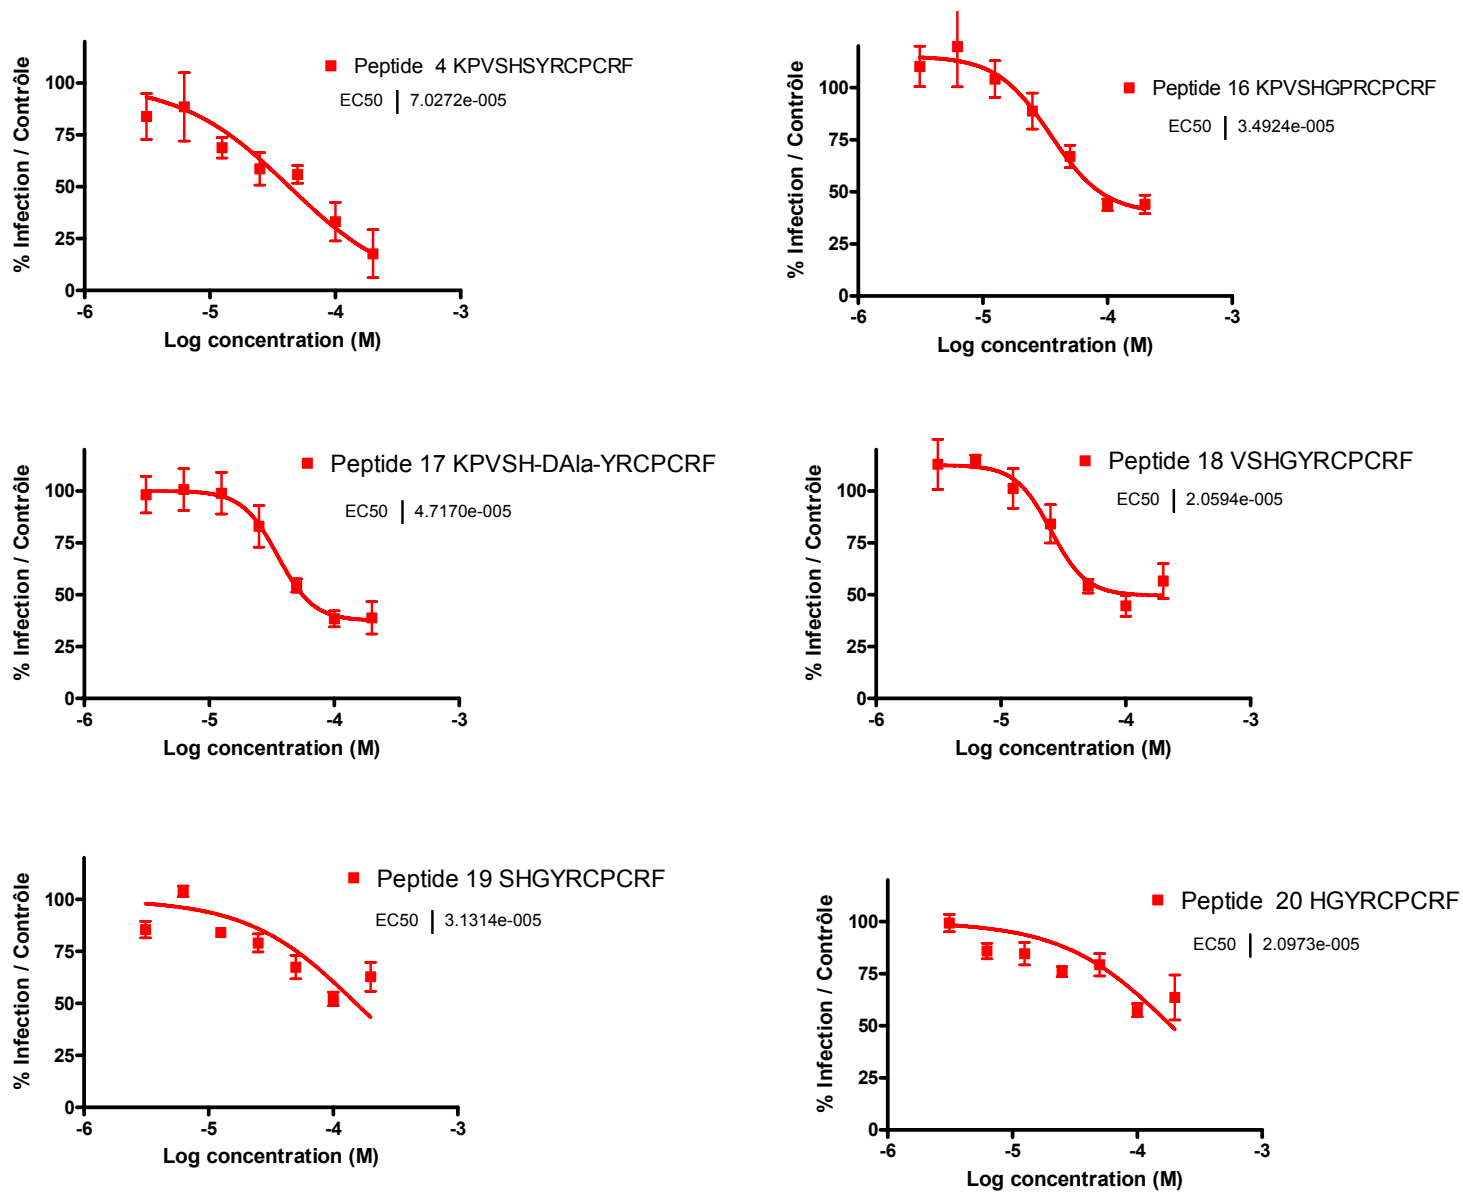 Peptide 4 KPVSHSYRCPCRF
EC50 | 7.0272e-005
% Infection / Contrôle
100
75
50
25
0
-6 -5 -4 -3
Log concentration (M)
Peptide 16 KPVSHGPRCPCRF
EC50 | 3.4924e-005
% Infection / Contrôle
100
75
50
25
0
-6 -5 -4 -3
Log concentration (M)
Peptide 17 KPVSH-DAla-YRCPCRF
EC50 | 4.7170e-005
% Infection / Contrôle
100
75
50
25
0
-6 -5 -4 -3
Log concentration (M)
Peptide 18 VSHGYRCPCRF
EC50 | 2.0594e-005
% Infection / Contrôle
100
75
50
25
0
-6 -5 -4 -3
Log concentration (M)
Peptide 19 SHGYRCPCRF
EC50 | 3.1314e-005
% Infection / Contrôle
100
75
50
25
0
-6 -5 -4 -3
Log concentration (M)
Peptide 20 HGYRCPCRF
EC50 | 2.0973e-005
% Infection / Contrôle
100
75
50
25
0
-6 -5 -4 -3
Log concentration (M)